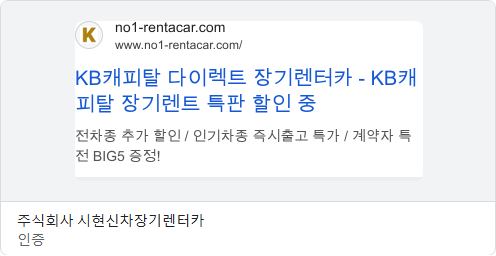 K
no1-rentacar.com
www.no1-rentacar.com/
KB캐피탈 다이렉트 장기렌터카 - KB캐
피탈 장기렌트 특판 할인 중
전차종 추가 할인 / 인기차종 즉시출고 특가 / 계약자 특
전 BIG5 증정!
주식회사 시현신차장기렌터카
인증